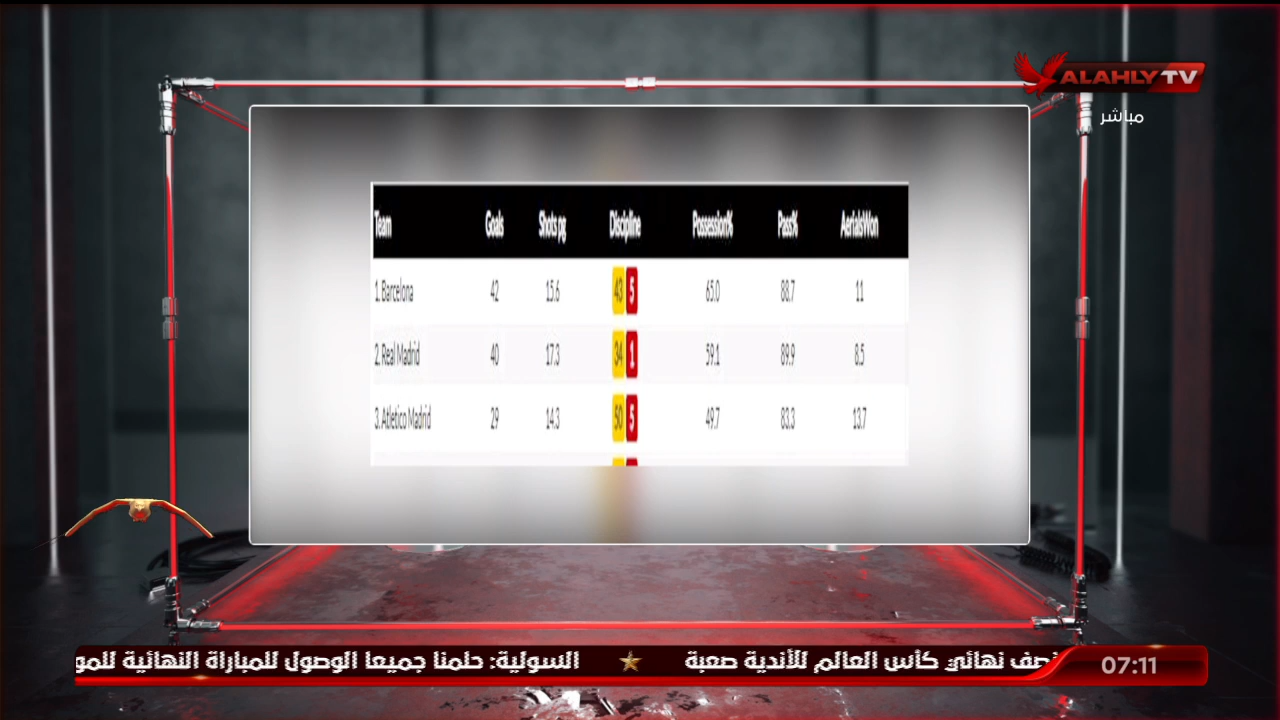 ALAHLY TV
مباشر
Team Goals Shots pg Discipline Possession% Pass% AerialsWon
1. Barcelona 42 15.6 43 5 65.0 88.7 11
2. Real Madrid 40 17.3 34 1 59.1 89.9 8.5
3. Atletico Madrid 29 14.3 50 5 49.7 83.3 13.7
نصف نهائي كأس العالم للأندية صعبة ★ السولية: حلمنا جميعا الوصول للمباراة النهائية للمو
07:11